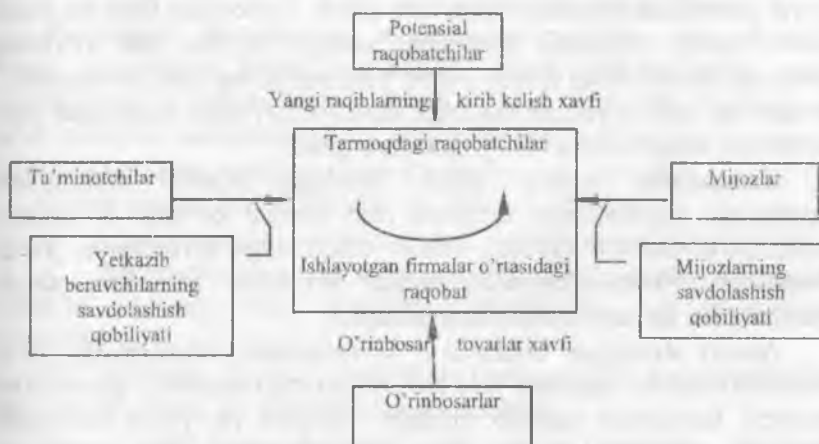 Potensial
raqobatchilar
Yangi raqiblarning kirib kelish xavfi
Tarmoqdagi raqobatchilar
Ta'minotchilar
Mijozlar
Yetkazib
beruvchilarning
savdolashish
qobiliyati
Ishlayotgan firmalar o'rtasidagi
raqobat
Mijozlarning
savdolashish
qobiliyati
O'rinbosar tovarlar xavfi
O'rinbosarlar